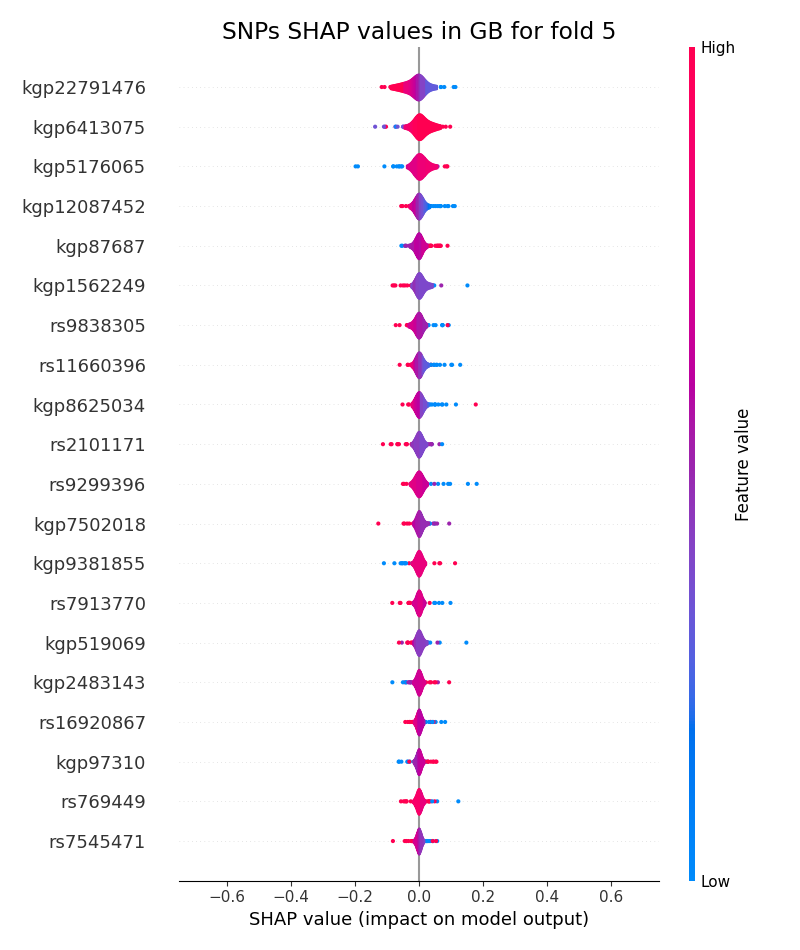 SNPs SHAP values in GB for fold 5
High
kgp22791476
kgp6413075
kgp5176065
kgp12087452
kgp87687
kgp1562249
rs9838305
rs11660396
kgp8625034
rs2101171
rs9299396
kgp7502018
kgp9381855
rs7913770
kgp519069
kgp2483143
rs16920867
kgp97310
rs769449
rs7545471
Feature value
Low
−0.6 −0.4 −0.2 0.0 0.2 0.4 0.6
SHAP value (impact on model output)